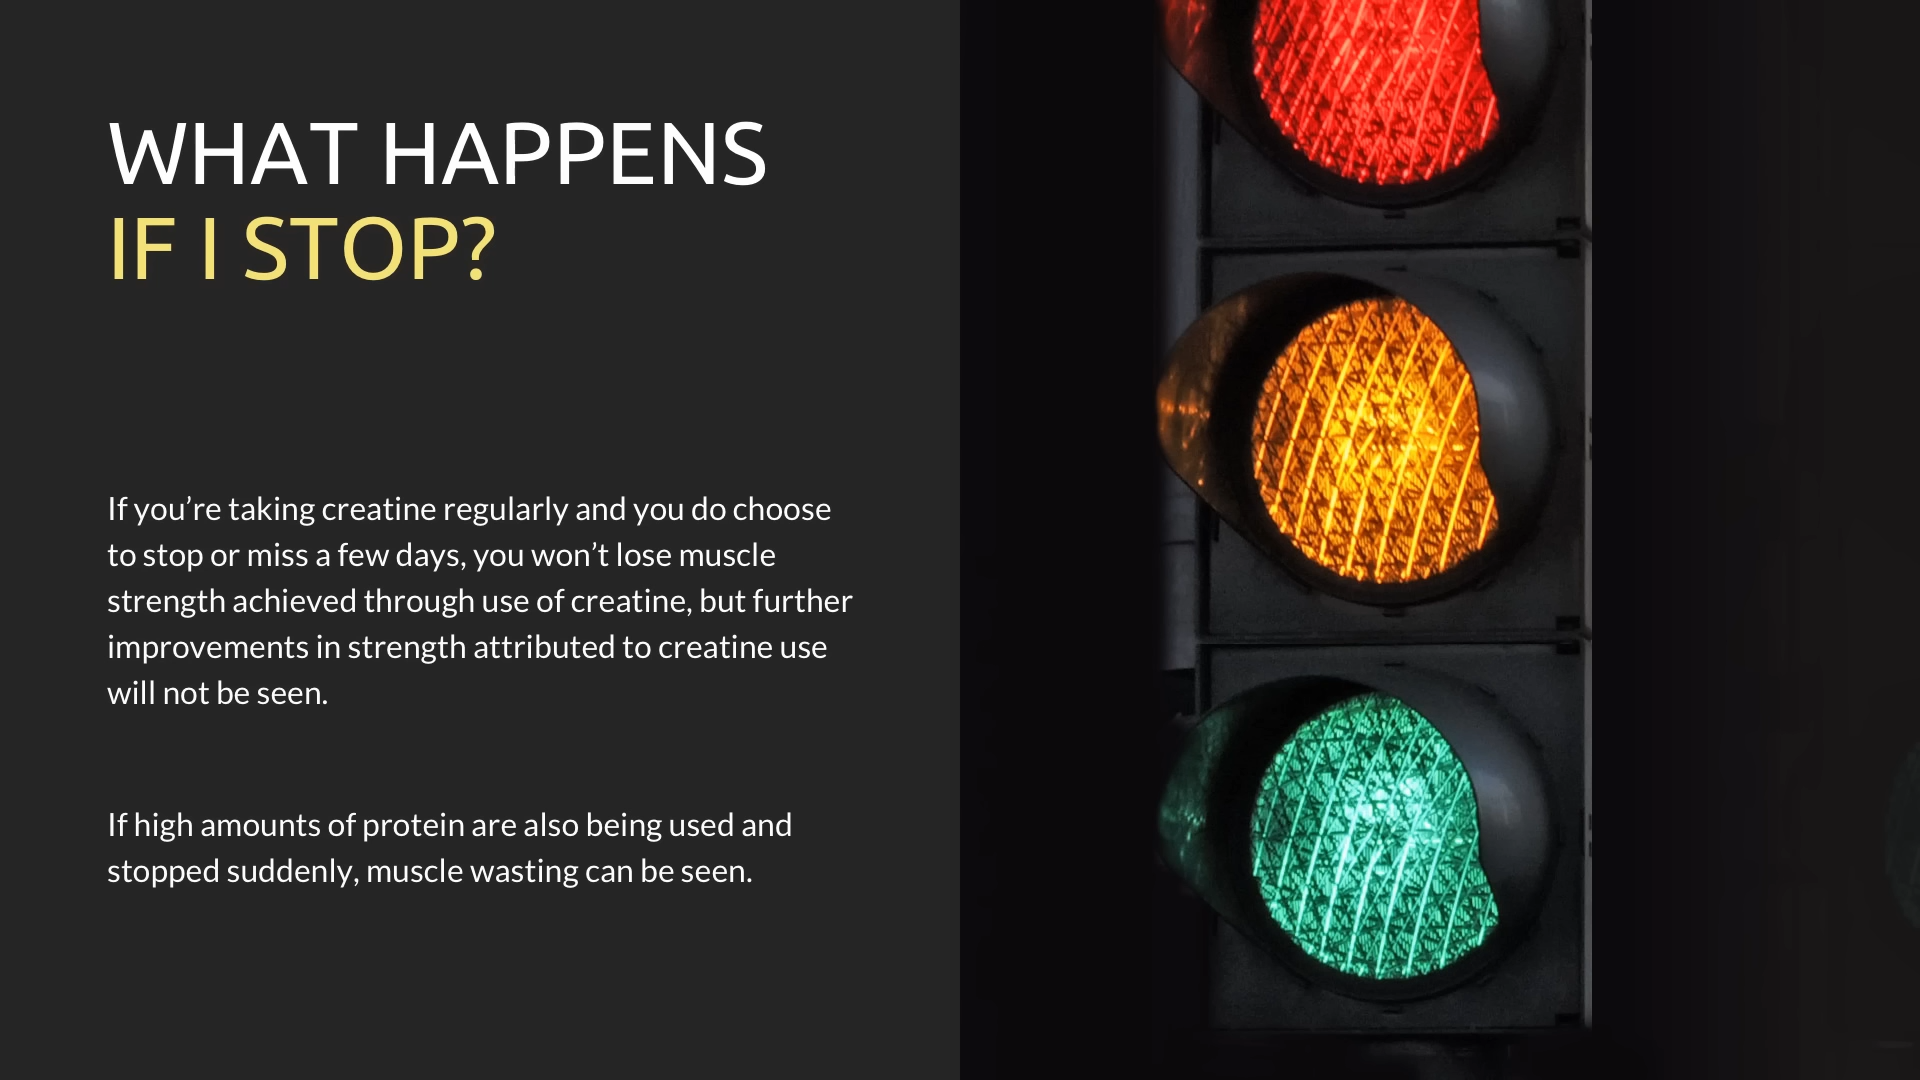 WHAT HAPPENS
IF I STOP?
If you’re taking creatine regularly and you do choose
to stop or miss a few days, you won’t lose muscle
strength achieved through use of creatine, but further
improvements in strength attributed to creatine use
will not be seen.
If high amounts of protein are also being used and
stopped suddenly, muscle wasting can be seen.